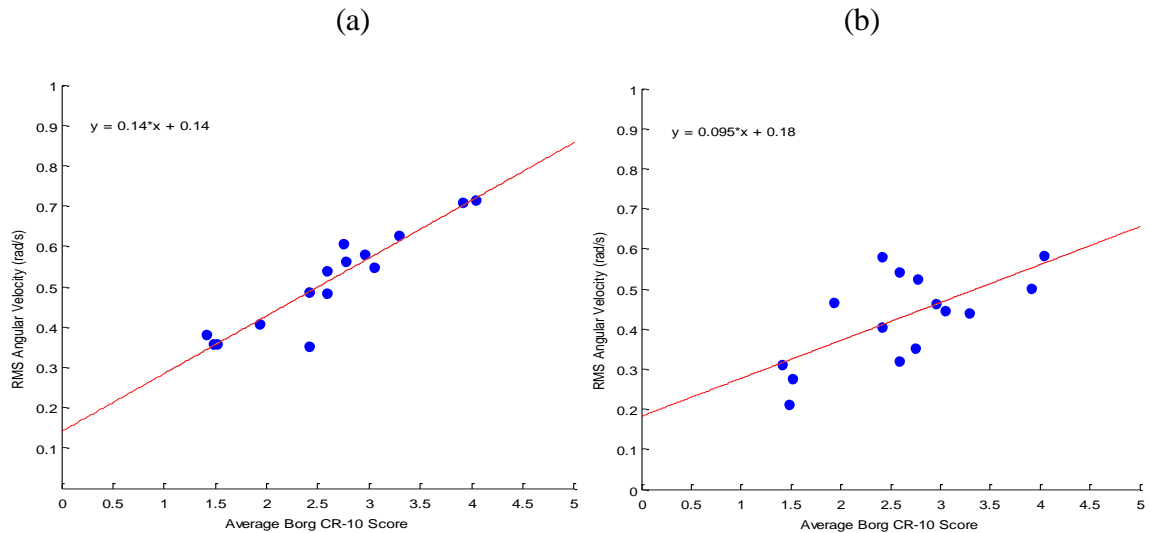 (a)
(b)
y = 0.14*x + 0.14
1
0.9
0.8
0.7
0.6
0.5
0.4
0.3
0.2
0.1
RMS Angular Velocity (rad/s)
0 0.5 1 1.5 2 2.5 3 3.5 4 4.5 5
Average Borg CR-10 Score
y = 0.095*x + 0.18
1
0.9
0.8
0.7
0.6
0.5
0.4
0.3
0.2
0.1
0
RMS Angular Velocity (rad/s)
0 0.5 1 1.5 2 2.5 3 3.5 4 4.5 5
Average Borg CR-10 Score